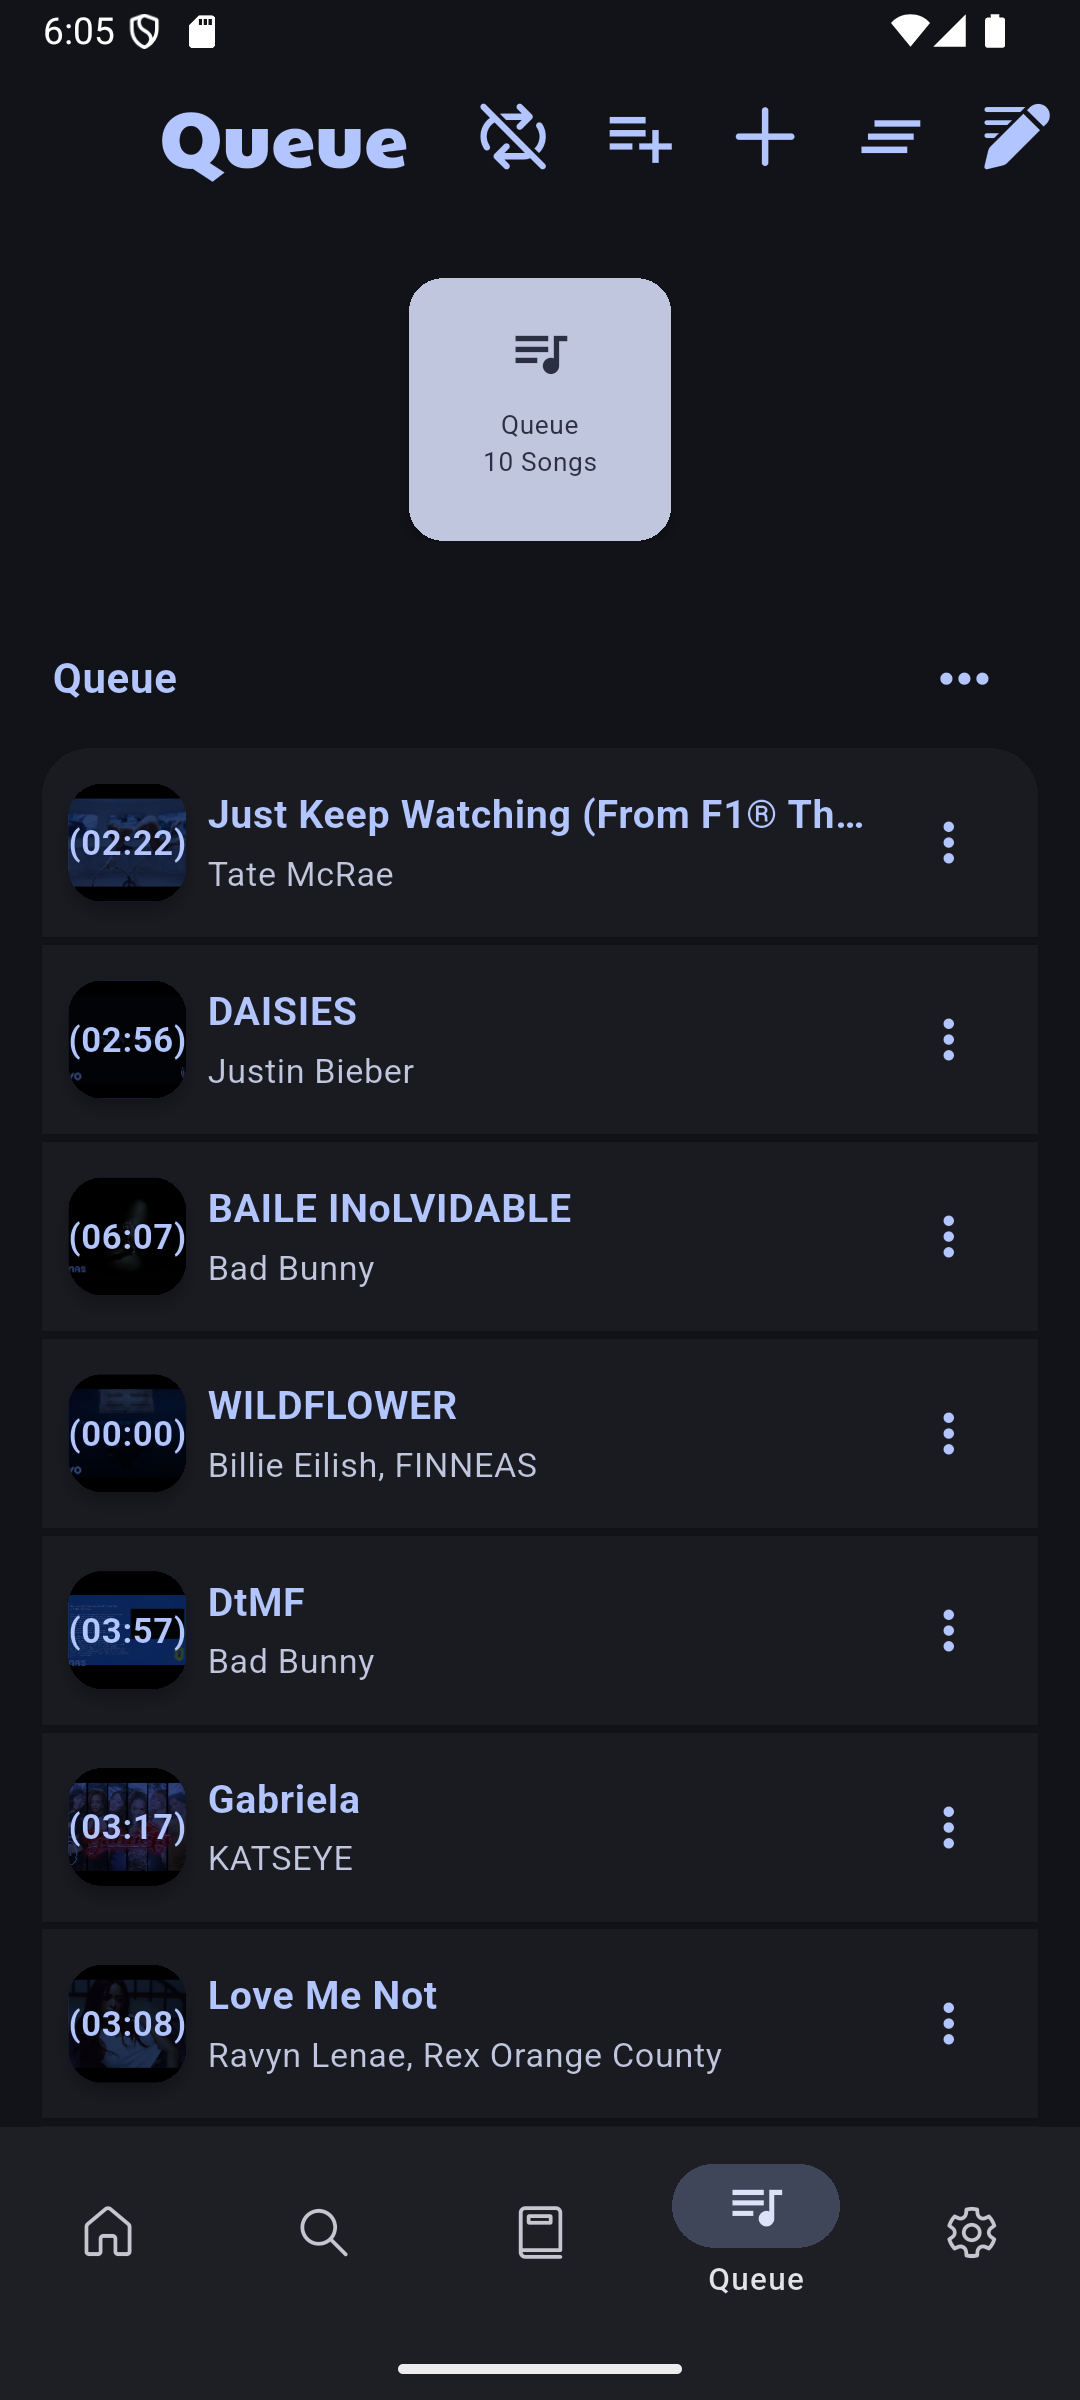 6:05
Queue
Queue
10 Songs
Queue
(02:22)
Just Keep Watching (From F1® Th...
Tate McRae
(02:56)
DAISIES
Justin Bieber
(06:07)
BAILE INoLVIDABLE
Bad Bunny
(00:00)
WILDFLOWER
Billie Eilish, FINNEAS
(03:57)
DtMF
Bad Bunny
(03:17)
Gabriela
KATSEYE
(03:08)
Love Me Not
Ravyn Lenae, Rex Orange County
Queue